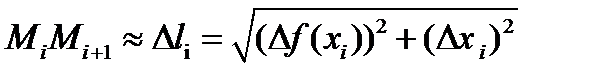 MᵢMᵢ₊₁ ≈ Δlᵢ = √((Δf(xᵢ))² + (Δxᵢ)²)